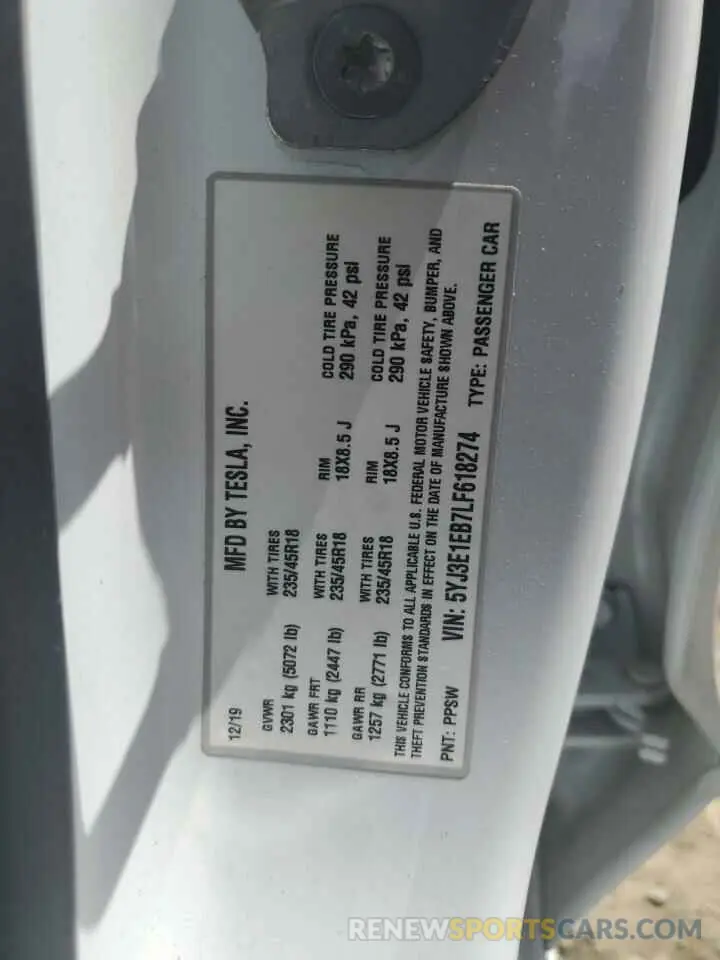 MFD BY TESLA, INC.
12/19
GVWR
2301 kg (5072 lb)
WITH TIRES
235/45R18
GAWR FRT
1110 kg (2447 lb)
WITH TIRES
235/45R18
RIM
18X8.5 J
COLD TIRE PRESSURE
290 kPa, 42 psi
GAWR RR
1257 kg (2771 lb)
WITH TIRES
235/45R18
RIM
18X8.5 J
COLD TIRE PRESSURE
290 kPa, 42 psi
THIS VEHICLE CONFORMS TO ALL APPLICABLE U.S. FEDERAL MOTOR VEHICLE SAFETY, BUMPER, AND
THEFT PREVENTION STANDARDS IN EFFECT ON THE DATE OF MANUFACTURE SHOWN ABOVE.
PNT: PPSW VIN: 5YJ3E1EB7LF618274 TYPE: PASSENGER CAR
RENEWSPORTSCARS.COM